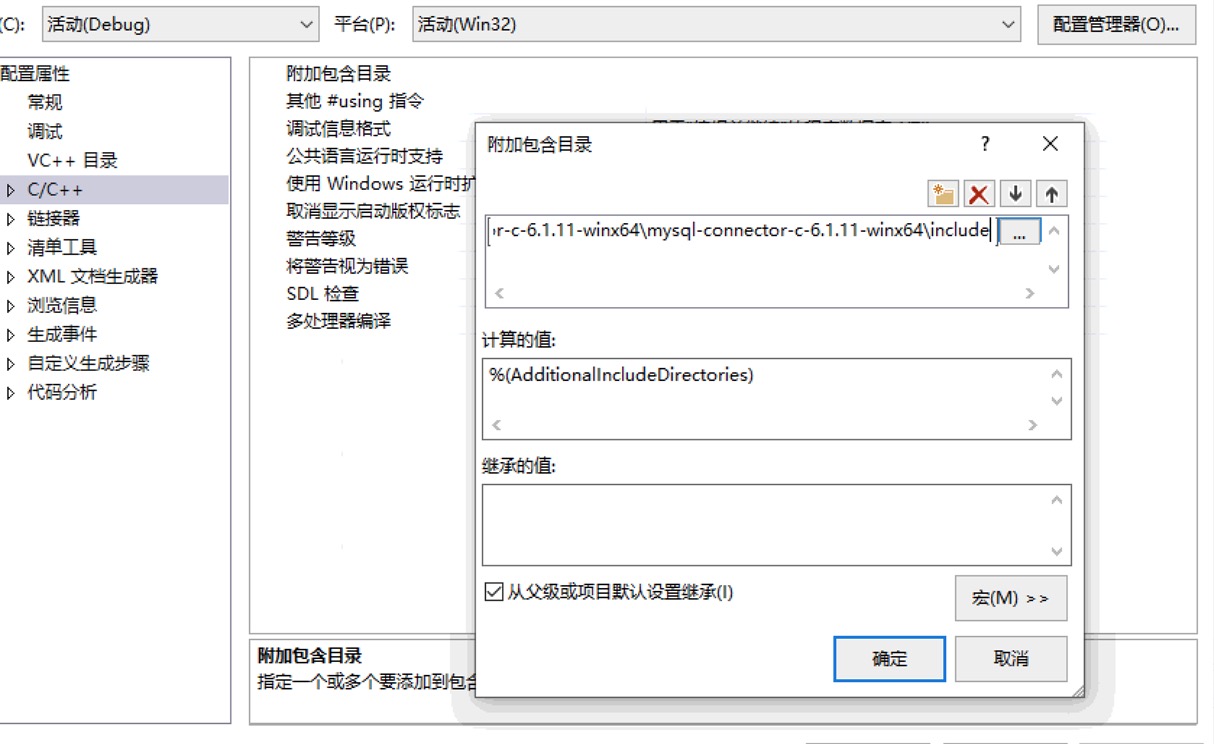 (C):
活动(Debug)
平台(P):
活动(Win32)
配置管理器(O)...
配置属性
常规
调试
VC++ 目录
C/C++
链接器
清单工具
XML 文档生成器
浏览信息
生成事件
自定义生成步骤
代码分析
附加包含目录
其他 #using 指令
调试信息格式
公共语言运行时支持
使用 Windows 运行时扩
取消显示启动版权标志
警告等级
将警告视为错误
SDL 检查
多处理器编译
附加包含目录
?
r-c-6.1.11-winx64\mysql-connector-c-6.1.11-winx64\include
...
计算的值:
%(AdditionalIncludeDirectories)
继承的值:
从父级或项目默认设置继承(I)
宏(M) >>
确定
取消
附加包含目录
指定一个或多个要添加到包含